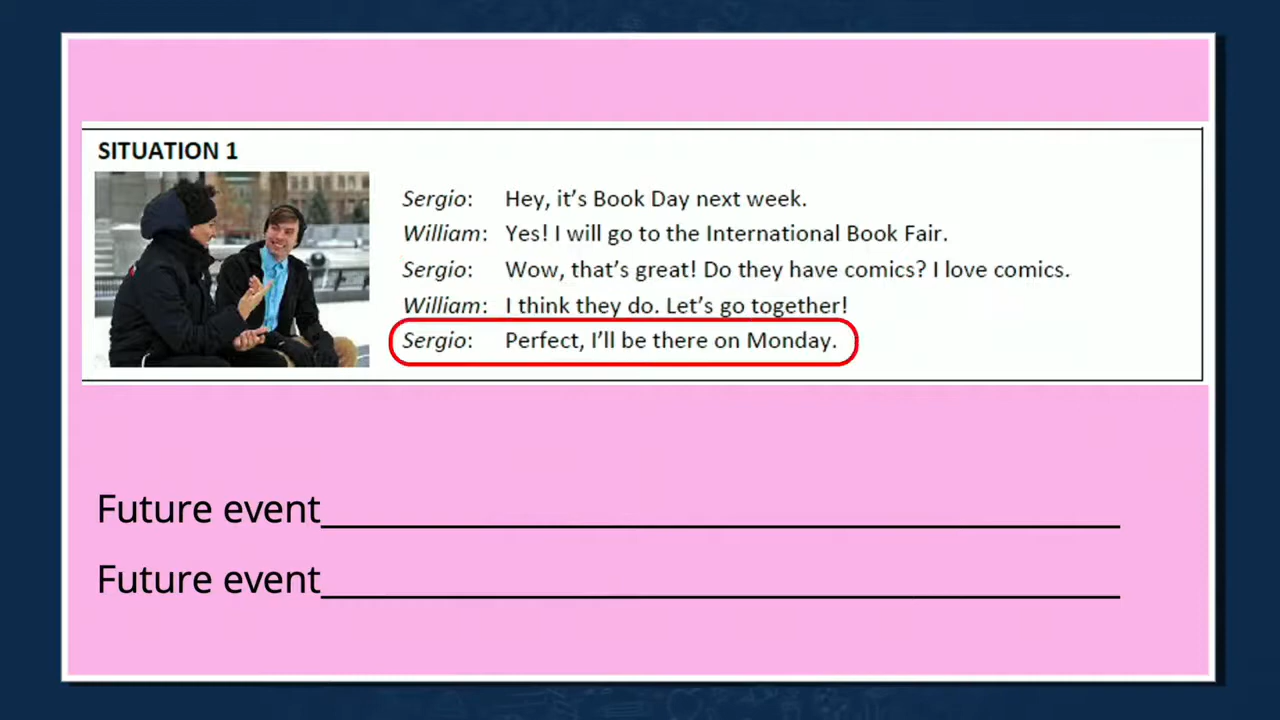 SITUATION 1
Sergio: Hey, it's Book Day next week.
William: Yes! I will go to the International Book Fair.
Sergio: Wow, that's great! Do they have comics? I love comics.
William: I think they do. Let's go together!
Sergio: Perfect, I'll be there on Monday.
Future event____________________
Future event____________________